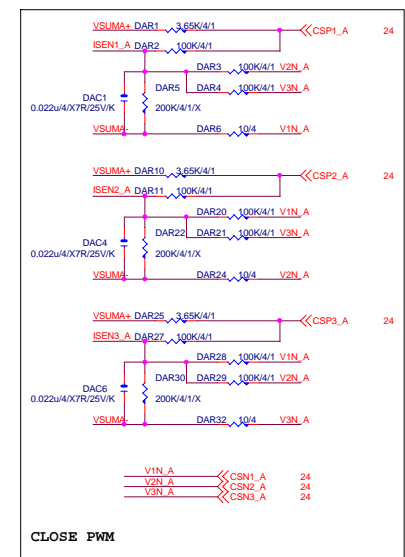 VSUMA+ DAR1 3.65K/4/1 CSP1_A 24
ISEN1_A DAR2 100K/4/1
DAR3 100K/4/1 V2N_A
DAC1 DAR5 DAR4 100K/4/1 V3N_A
0.022u/4/X7R/25V/K 200K/4/1/X
VSUMA- DAR6 10/4 V1N_A
VSUMA+ DAR10 3.65K/4/1 CSP2_A 24
ISEN2_A DAR11 100K/4/1
DAR20 100K/4/1 V1N_A
DAC4 DAR22 DAR21 100K/4/1 V3N_A
0.022u/4/X7R/25V/K 200K/4/1/X
VSUMA- DAR24 10/4 V2N_A
VSUMA+ DAR25 3.65K/4/1 CSP3_A 24
ISEN3_A DAR27 100K/4/1
DAR28 100K/4/1 V1N_A
DAC6 DAR30 DAR29 100K/4/1 V2N_A
0.022u/4/X7R/25V/K 200K/4/1/X
VSUMA- DAR32 10/4 V3N_A
V1N_A CSN1_A 24
V2N_A CSN2_A 24
V3N_A CSN3_A 24
CLOSE PWM